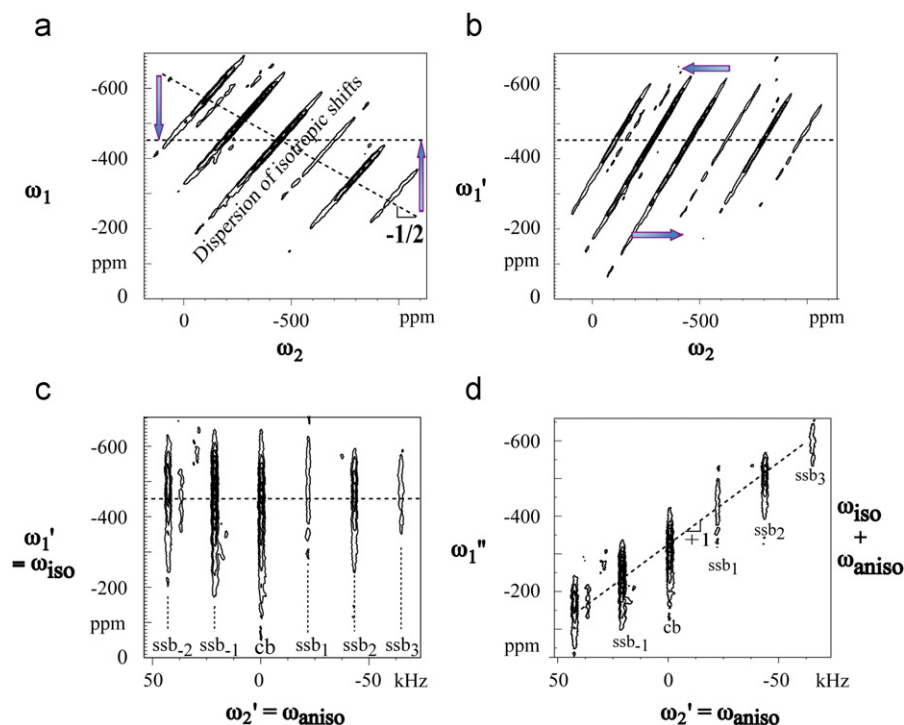 a
-600
ω1
-400
-200
ppm
0
Dispersion of isotropic shifts
-1/2
0
-500
ppm
ω2
b
-600
ω1'
-400
-200
ppm
0
0
-500
ppm
ω2
c
-600
ω1'
= ωiso
-400
-200
ppm
0
ssb-2 ssb-1 cb ssb1 ssb2 ssb3
50 0 -50 kHz
ω2' = ωaniso
d
-600
ω1''
-400
-200
ppm
ssb3
+1
ssb2
ssb1
cb
ssb-1
ωiso
+
ωaniso
50 0 -50 kHz
ω2' = ωaniso